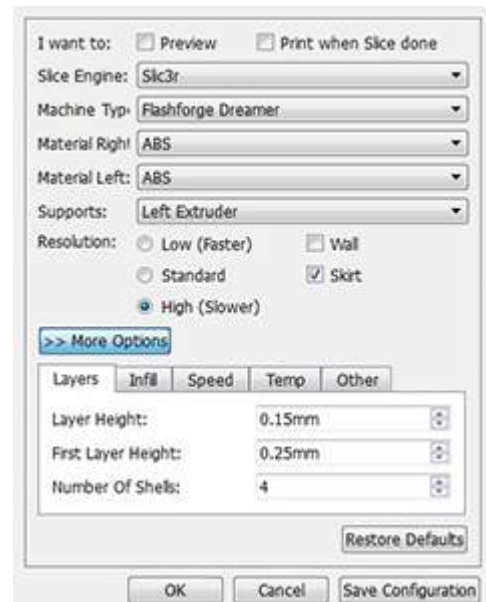 I want to: Preview Print when Slice done
Slice Engine: Slic3r
Machine Typ Flashforge Dreamer
Material Right ABS
Material Left: ABS
Supports: Left Extruder
Resolution: Low (Faster) Wall
Standard Skirt
High (Slower)
>> More Options
Layers Infill Speed Temp Other
Layer Height: 0.15mm
First Layer Height: 0.25mm
Number Of Shells: 4
Restore Defaults
OK Cancel Save Configuration